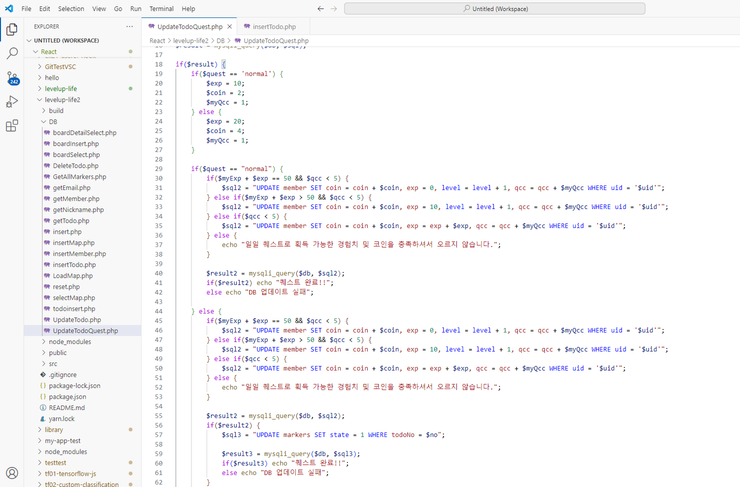 File Edit Selection View Go Run Terminal Help
Untitled (Workspace)
EXPLORER
UNTITLED (WORKSPACE)
React
GitTestVSC
hello
levelup-life
levelup-life2
build
DB
boardDetailSelect.php
boardInsert.php
boardSelect.php
DeleteTodo.php
GetAllMarkers.php
getEmail.php
getMember.php
getNickname.php
getTodo.php
insert.php
insertMap.php
insertMember.php
insertTodo.php
LoadMap.php
reset.php
selectMap.php
todoinsert.php
UpdateTodo.php
UpdateTodoQuest.php
node_modules
public
src
.gitignore
package-lock.json
package.json
README.md
yarn.lock
library
my-app-test
node_modules
testtest
tf01-tensorflow-js
tf02-custom-classification
242
UpdateTodoQuest.php insertTodo.php
React > levelup-life2 > DB > UpdateTodoQuest.php
16 $result = mysqli_query($db, $sql);
17
18 if($result) {
19 if($quest == 'normal') {
20 $exp = 10;
21 $coin = 2;
22 $myQcc = 1;
23 } else {
24 $exp = 20;
25 $coin = 4;
26 $myQcc = 1;
27 }
28
29 if($quest == "normal") {
30 if($myExp + $exp == 50 && $qcc < 5) {
31 $sql2 = "UPDATE member SET coin = coin + $coin, exp = 0, level = level + 1, qcc = qcc + $myQcc WHERE uid = '$uid'";
32 } else if($myExp + $exp > 50 && $qcc < 5) {
33 $sql2 = "UPDATE member SET coin = coin + $coin, exp = 10, level = level + 1, qcc = qcc + $myQcc WHERE uid = '$uid'";
34 } else if($qcc < 5) {
35 $sql2 = "UPDATE member SET coin = coin + $coin, exp = exp + $exp, qcc = qcc + $myQcc WHERE uid = '$uid'";
36 } else {
37 echo "일일 퀘스트로 획득 가능한 경험치 및 코인을 충족하셔서 오르지 않습니다.";
38 }
39
40 $result2 = mysqli_query($db, $sql2);
41 if($result2) echo "퀘스트 완료!!";
42 else echo "DB 업데이트 실패";
43
44 } else {
45 if($myExp + $exp == 50 && $qcc < 5) {
46 $sql2 = "UPDATE member SET coin = coin + $coin, exp = 0, level = level + 1, qcc = qcc + $myQcc WHERE uid = '$uid'";
47 } else if($myExp + $exp > 50 && $qcc < 5) {
48 $sql2 = "UPDATE member SET coin = coin + $coin, exp = 10, level = level + 1, qcc = qcc + $myQcc WHERE uid = '$uid'";
49 } else if($qcc < 5) {
50 $sql2 = "UPDATE member SET coin = coin + $coin, exp = exp + $exp, qcc = qcc + $myQcc WHERE uid = '$uid'";
51 } else {
52 echo "일일 퀘스트로 획득 가능한 경험치 및 코인을 충족하셔서 오르지 않습니다.";
53 }
54
55 $result2 = mysqli_query($db, $sql2);
56 if($result2) {
57 $sql3 = "UPDATE markers SET state = 1 WHERE todoNo = $no";
58
59 $result3 = mysqli_query($db, $sql3);
60 if($result3) echo "퀘스트 완료!!";
61 else echo "DB 업데이트 실패";
62 }